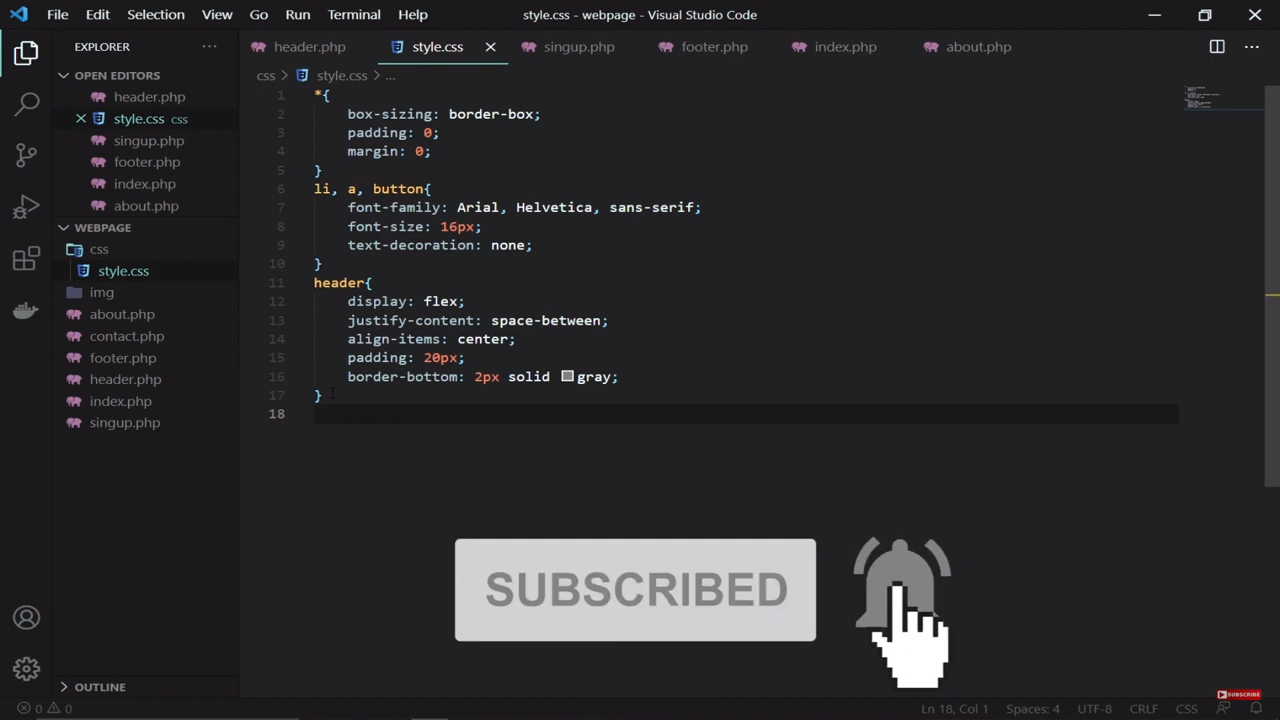 File Edit Selection View Go Run Terminal Help style.css - webpage - Visual Studio Code
EXPLORER
header.php style.css singup.php footer.php index.php about.php
OPEN EDITORS
header.php
style.css css
singup.php
footer.php
index.php
about.php
WEBPAGE
css
style.css
img
about.php
contact.php
footer.php
header.php
index.php
singup.php
OUTLINE
css > style.css > ...
1 *{
2 box-sizing: border-box;
3 padding: 0;
4 margin: 0;
5 }
6 li, a, button{
7 font-family: Arial, Helvetica, sans-serif;
8 font-size: 16px;
9 text-decoration: none;
10 }
11 header{
12 display: flex;
13 justify-content: space-between;
14 align-items: center;
15 padding: 20px;
16 border-bottom: 2px solid gray;
17 }
18
SUBSCRIBED
SUBSCRIBE
0 0 Ln 18, Col 1 Spaces: 4 UTF-8 CRLF CSS